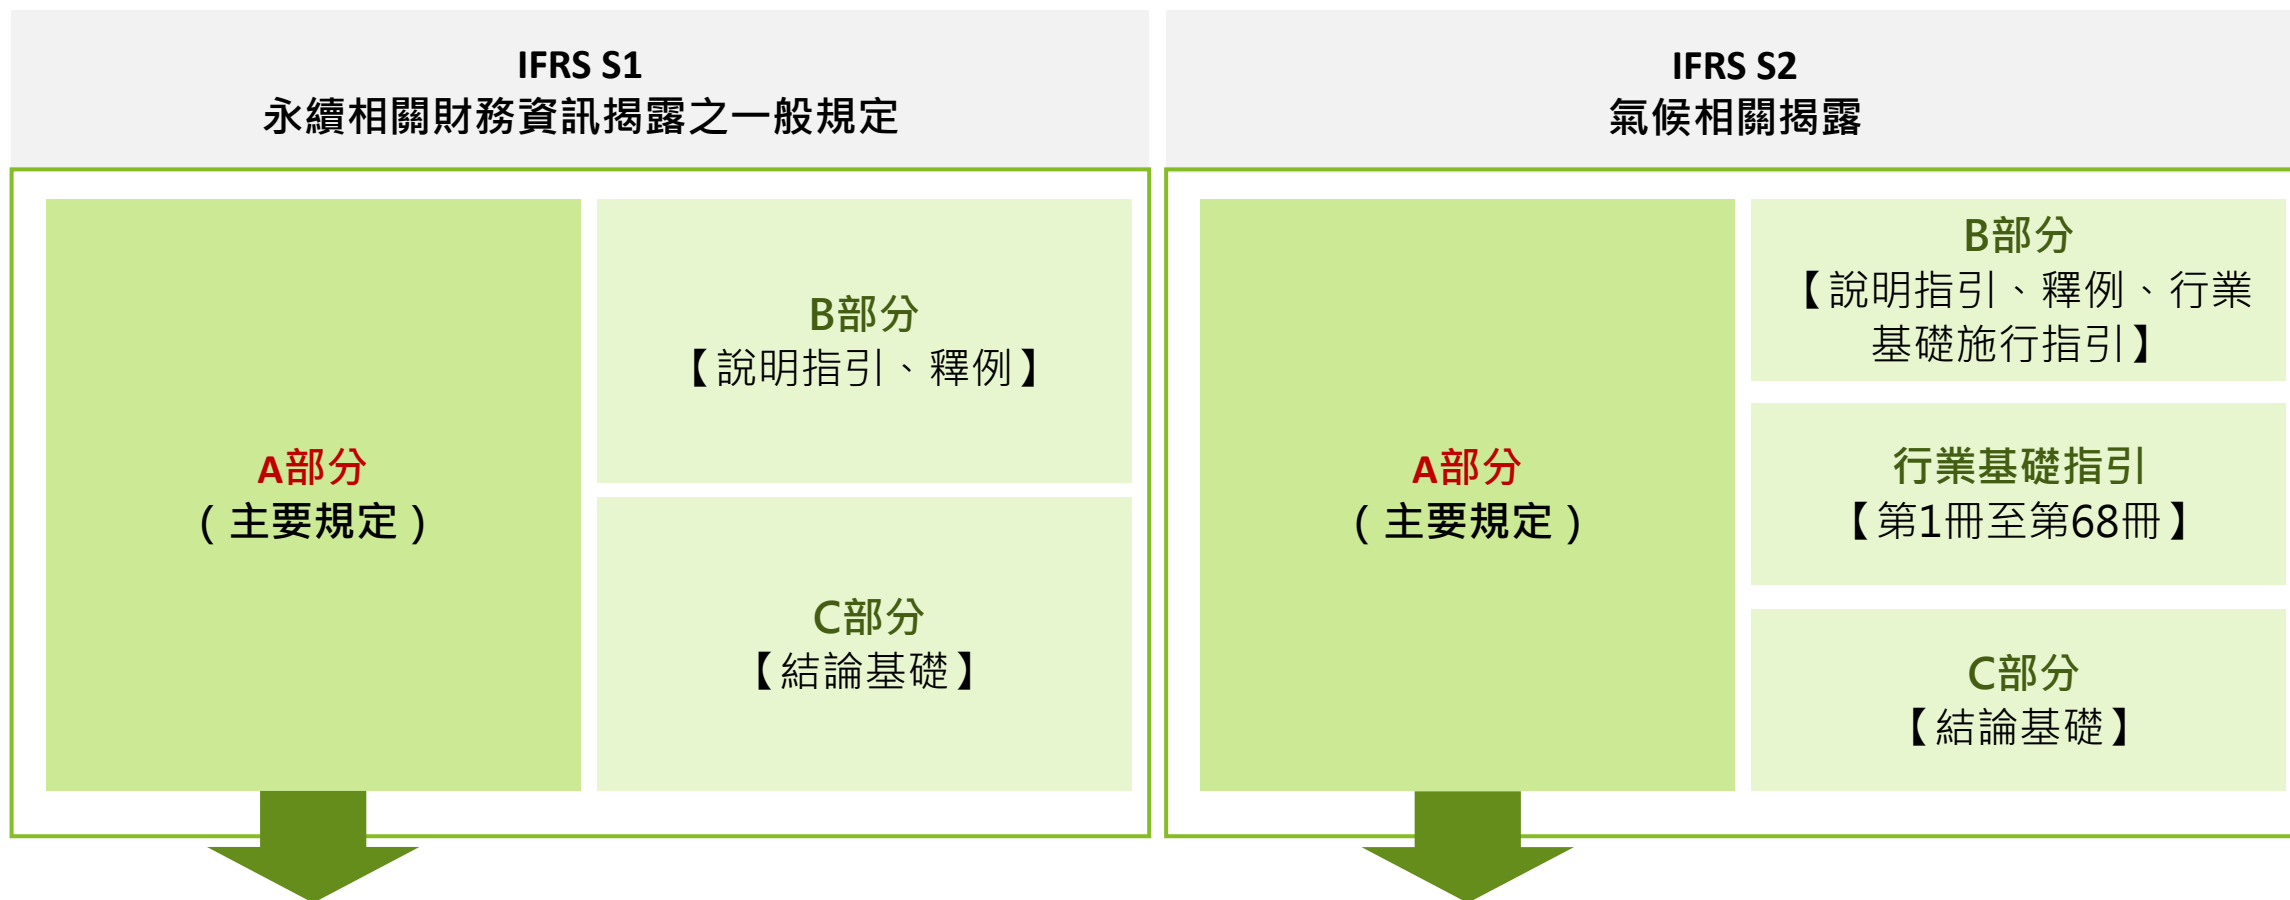 IFRS S1
永續相關財務資訊揭露之一般規定
A部分
（主要規定）
B部分
【說明指引、釋例】
C部分
【結論基礎】
IFRS S2
氣候相關揭露
A部分
（主要規定）
B部分
【說明指引、釋例、行業
基礎施行指引】
行業基礎指引
【第1冊至第68冊】
C部分
【結論基礎】